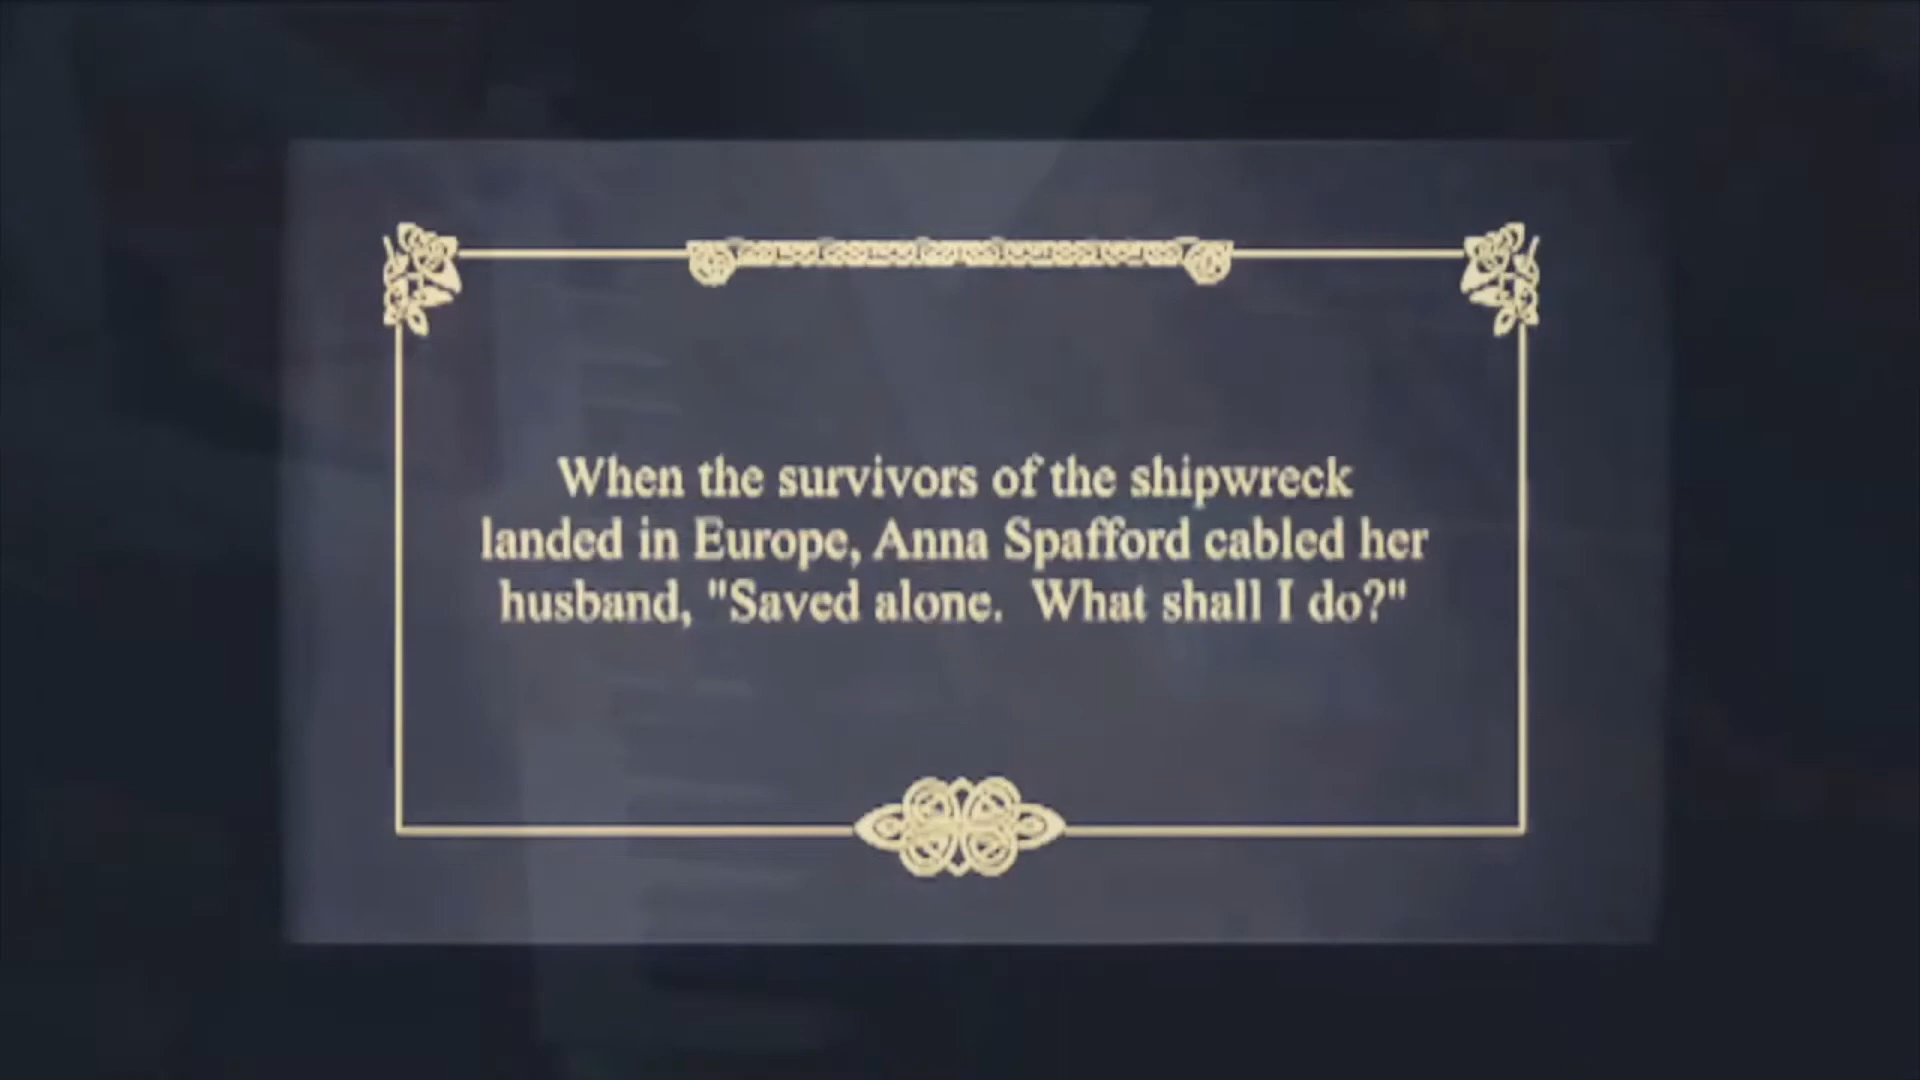 When the survivors of the shipwreck
landed in Europe, Anna Spafford cabled her
husband, "Saved alone.  What shall I do?"